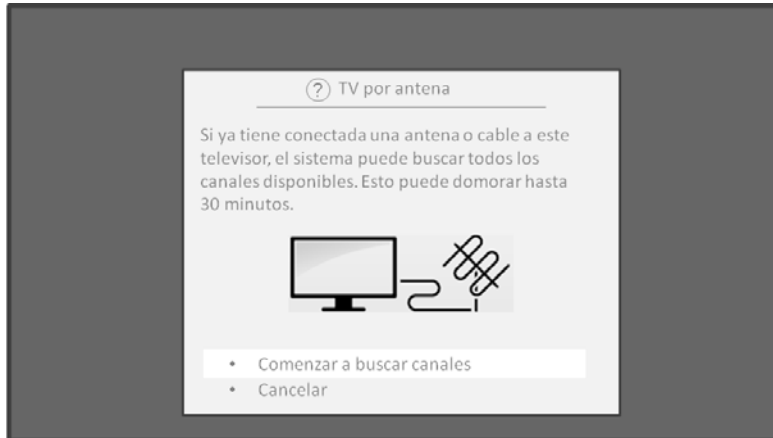 ? TV por antena
Si ya tiene conectada una antena o cable a este
televisor, el sistema puede buscar todos los
canales disponibles. Esto puede domorar hasta
30 minutos.
• Comenzar a buscar canales
• Cancelar